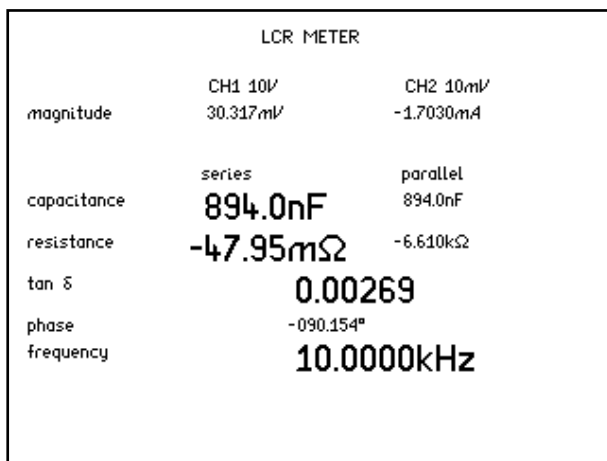 LCR METER
CH1 10V CH2 10mV
magnitude 30.317mV -1.7030mA
series parallel
capacitance 894.0nF 894.0nF
resistance -47.95mΩ -6.610kΩ
tan δ 0.00269
phase -090.154°
frequency 10.0000kHz